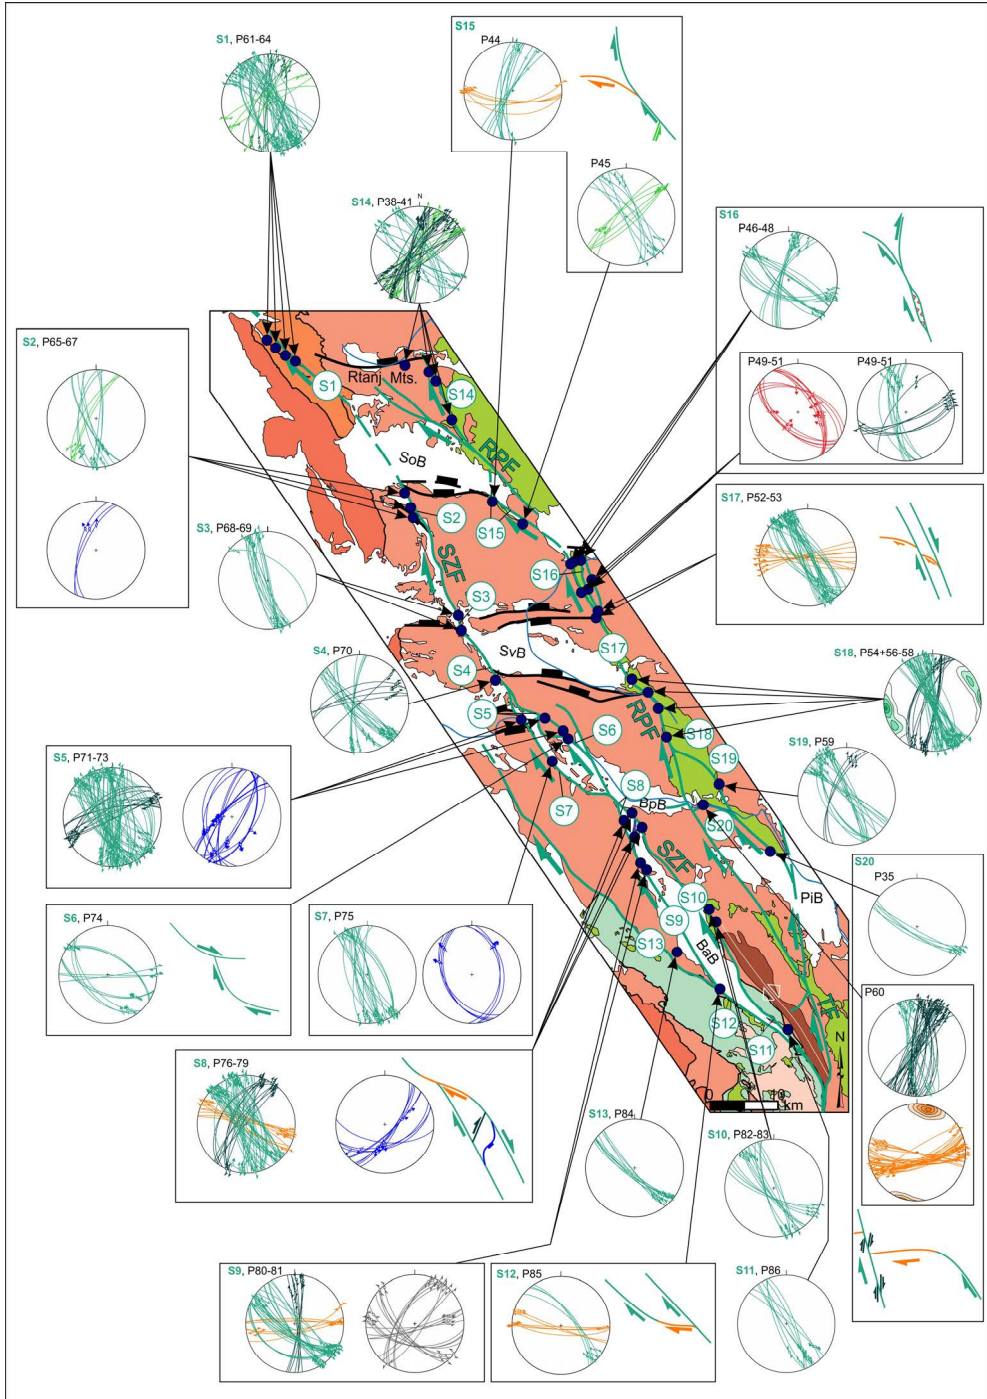 S15
P44
S1, P61-64
P45
N
S14, P38-41
S16
P46-48
P49-51
P49-51
S2, P65-67
Rtanj Mts.
S1
S14
RPF
SoB
S2
S15
S17, P52-53
S3, P68-69
SZF
S16
S3
SvB
S17
S4, P70
S4
S18, P54+56-58
S5
S6
RPF
S18
S19
S19, P59
S5, P71-73
S7
S8
BpB
S20
S20
P35
SZF
PiB
S6, P74
S7, P75
S10
S9
S13
BaB
P60
TF
S12
S11
N
0
10
km
S8, P76-79
S13, P84
S10, P82-83
S9, P80-81
S12, P85
S11, P86